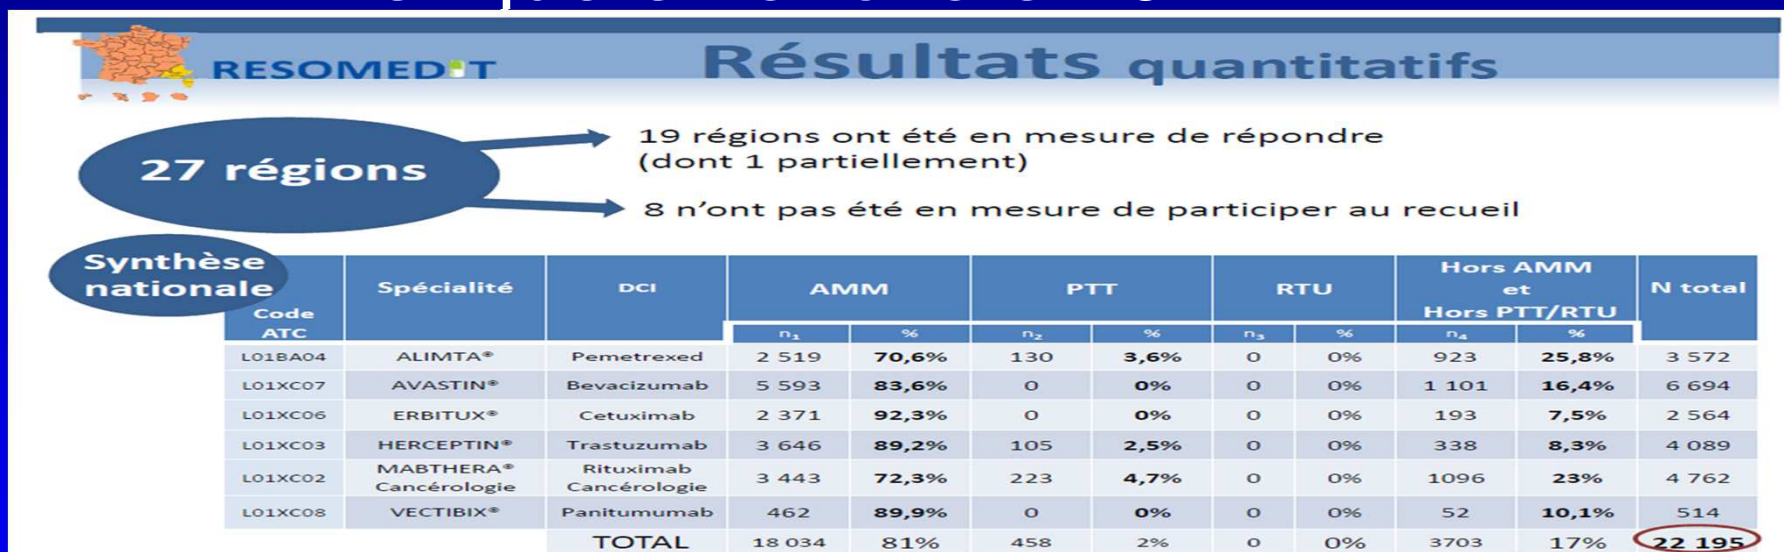 RESOMEDIT
Résultats quantitatifs
27 régions
19 régions ont été en mesure de répondre
(dont 1 partiellement)
8 n'ont pas été en mesure de participer au recueil
Synthèse
nationale
Code ATC Spécialité DCI AMM PTT RTU Hors AMM et Hors PTT/RTU N total
n₁ % n₂ % n₃ % n₄ %
L01BA04 ALIMTA® Pemetrexed 2 519 70,6% 130 3,6% 0 0% 923 25,8% 3 572
L01XC07 AVASTIN® Bevacizumab 5 593 83,6% 0 0% 0 0% 1 101 16,4% 6 694
L01XC06 ERBITUX® Cetuximab 2 371 92,3% 0 0% 0 0% 193 7,5% 2 564
L01XC03 HERCEPTIN® Trastuzumab 3 646 89,2% 105 2,5% 0 0% 338 8,3% 4 089
L01XC02 MABTHERA® Cancérologie Rituximab Cancérologie 3 443 72,3% 223 4,7% 0 0% 1096 23% 4 762
L01XC08 VECTIBIX® Panitumumab 462 89,9% 0 0% 0 0% 52 10,1% 514
TOTAL 18 034 81% 458 2% 0 0% 3703 17% 22 195